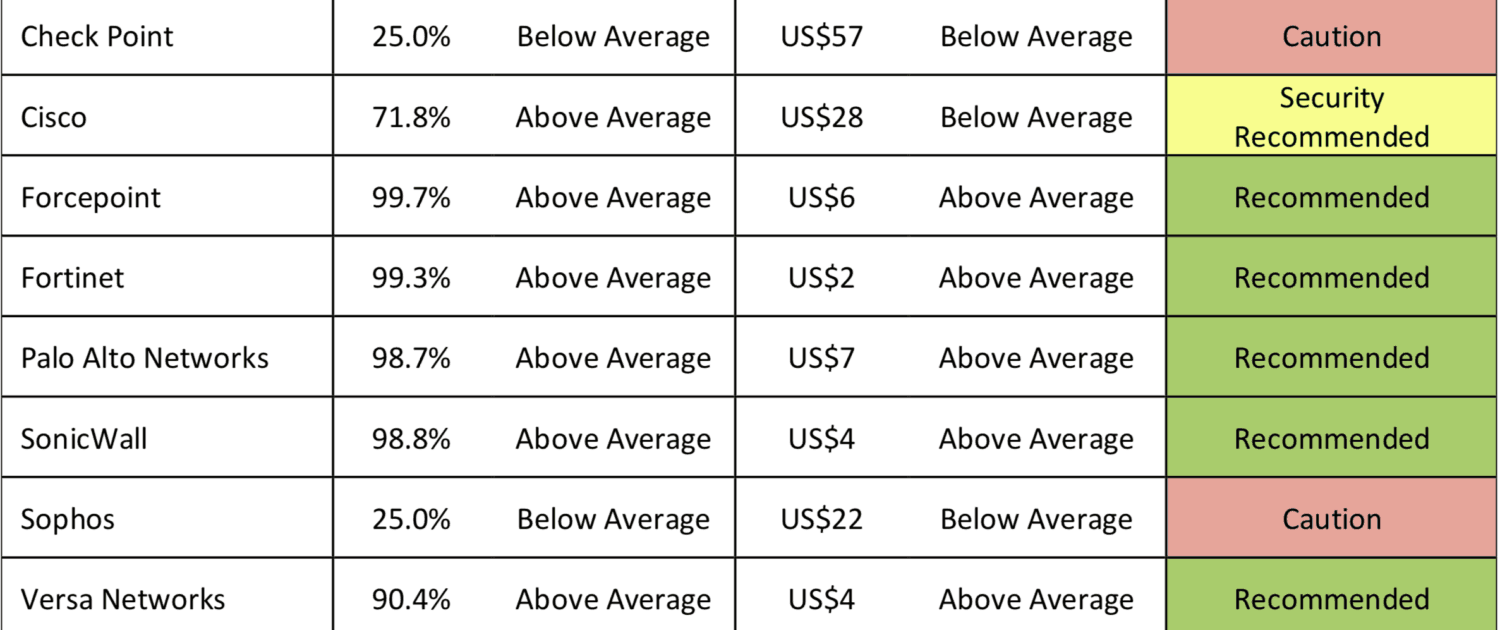 Check Point 25.0% Below Average US$57 Below Average Caution
Cisco 71.8% Above Average US$28 Below Average Security
Recommended
Forcepoint 99.7% Above Average US$6 Above Average Recommended
Fortinet 99.3% Above Average US$2 Above Average Recommended
Palo Alto Networks 98.7% Above Average US$7 Above Average Recommended
SonicWall 98.8% Above Average US$4 Above Average Recommended
Sophos 25.0% Below Average US$22 Below Average Caution
Versa Networks 90.4% Above Average US$4 Above Average Recommended